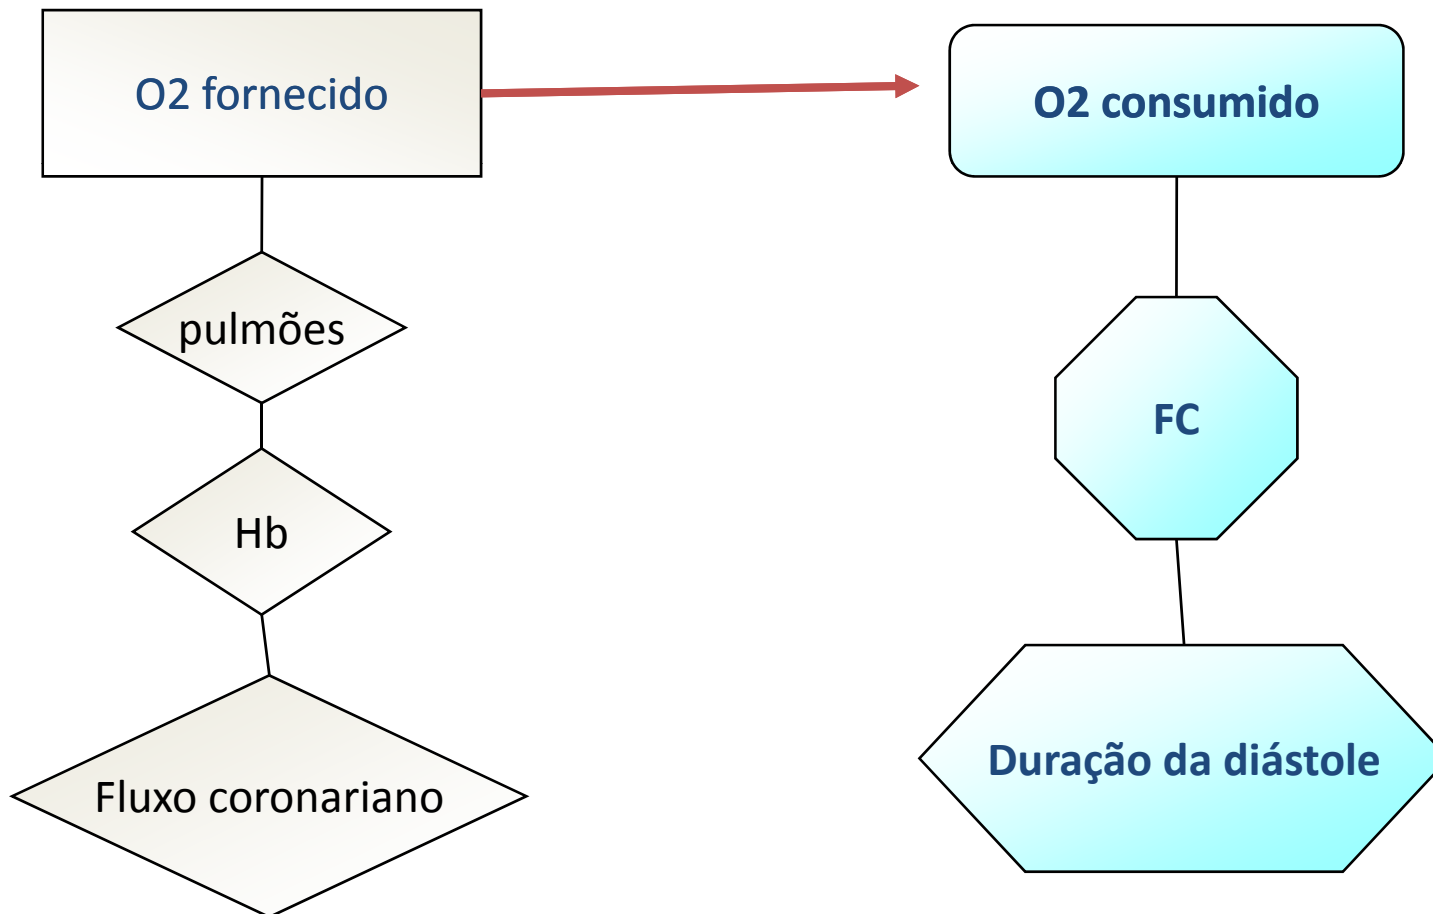 O2 fornecido
O2 consumido
pulmões
FC
Hb
Duração da diástole
Fluxo coronariano